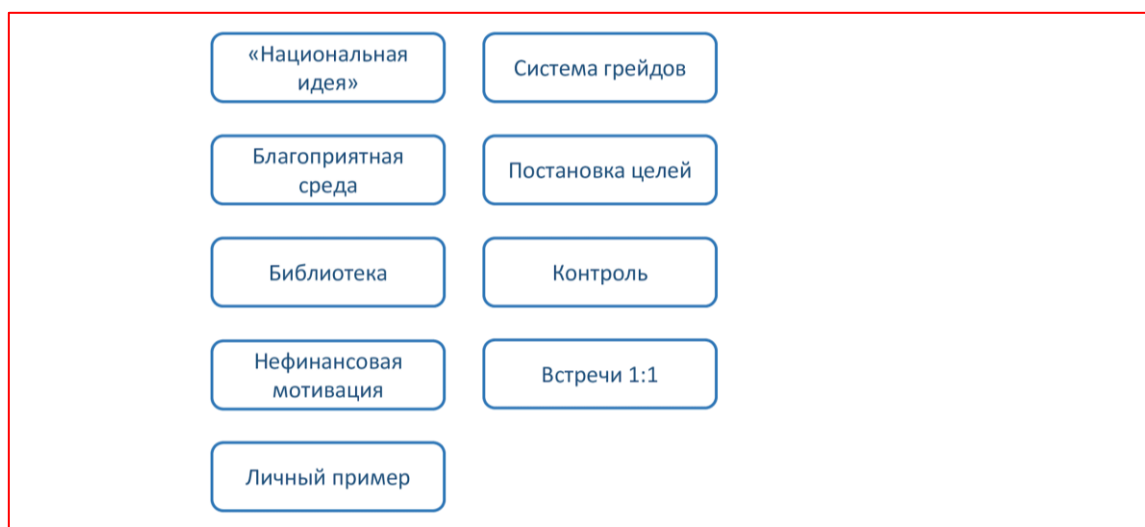 «Национальная
идея»
Система грейдов
Благоприятная
среда
Постановка целей
Библиотека
Контроль
Нефинансовая
мотивация
Встречи 1:1
Личный пример